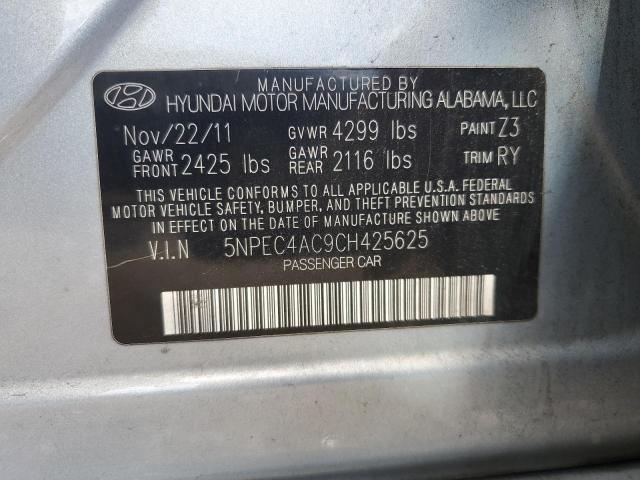 MANUFACTURED BY
HYUNDAI MOTOR MANUFACTURING ALABAMA, LLC
Nov/22/11 GVWR 4299 lbs PAINT Z3
GAWR FRONT 2425 lbs GAWR REAR 2116 lbs TRIM RY
THIS VEHICLE CONFORMS TO ALL APPLICABLE U.S.A. FEDERAL
MOTOR VEHICLE SAFETY, BUMPER, AND THEFT PREVENTION STANDARDS
IN EFFECT ON THE DATE OF MANUFACTURE SHOWN ABOVE
V.I.N 5NPEC4AC9CH425625
PASSENGER CAR